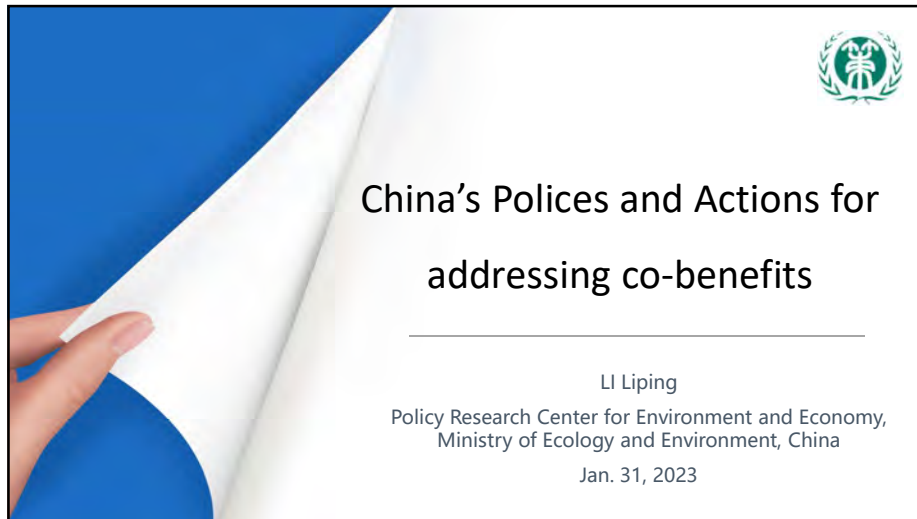 China’s Polices and Actions for
addressing co-benefits
LI Liping
Policy Research Center for Environment and Economy,
Ministry of Ecology and Environment, China
Jan. 31, 2023